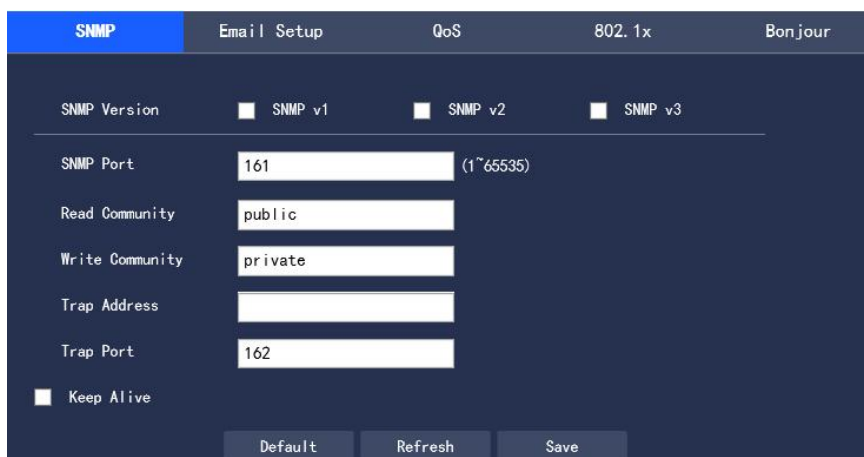 SNMP Email Setup QoS 802.1x Bonjour
SNMP Version SNMP v1 SNMP v2 SNMP v3
SNMP Port 161 (1~65535)
Read Community public
Write Community private
Trap Address
Trap Port 162
Keep Alive
Default Refresh Save